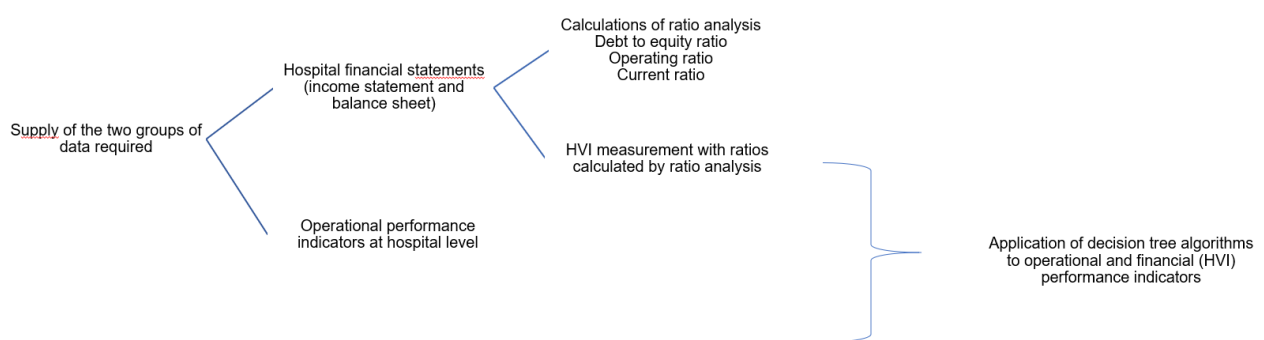 Supply of the two groups of
data required
Hospital financial statements
(income statement and
balance sheet)
Operational performance
indicators at hospital level
Calculations of ratio analysis
Debt to equity ratio
Operating ratio
Current ratio
HVI measurement with ratios
calculated by ratio analysis
Application of decision tree algorithms
to operational and financial (HVI)
performance indicators